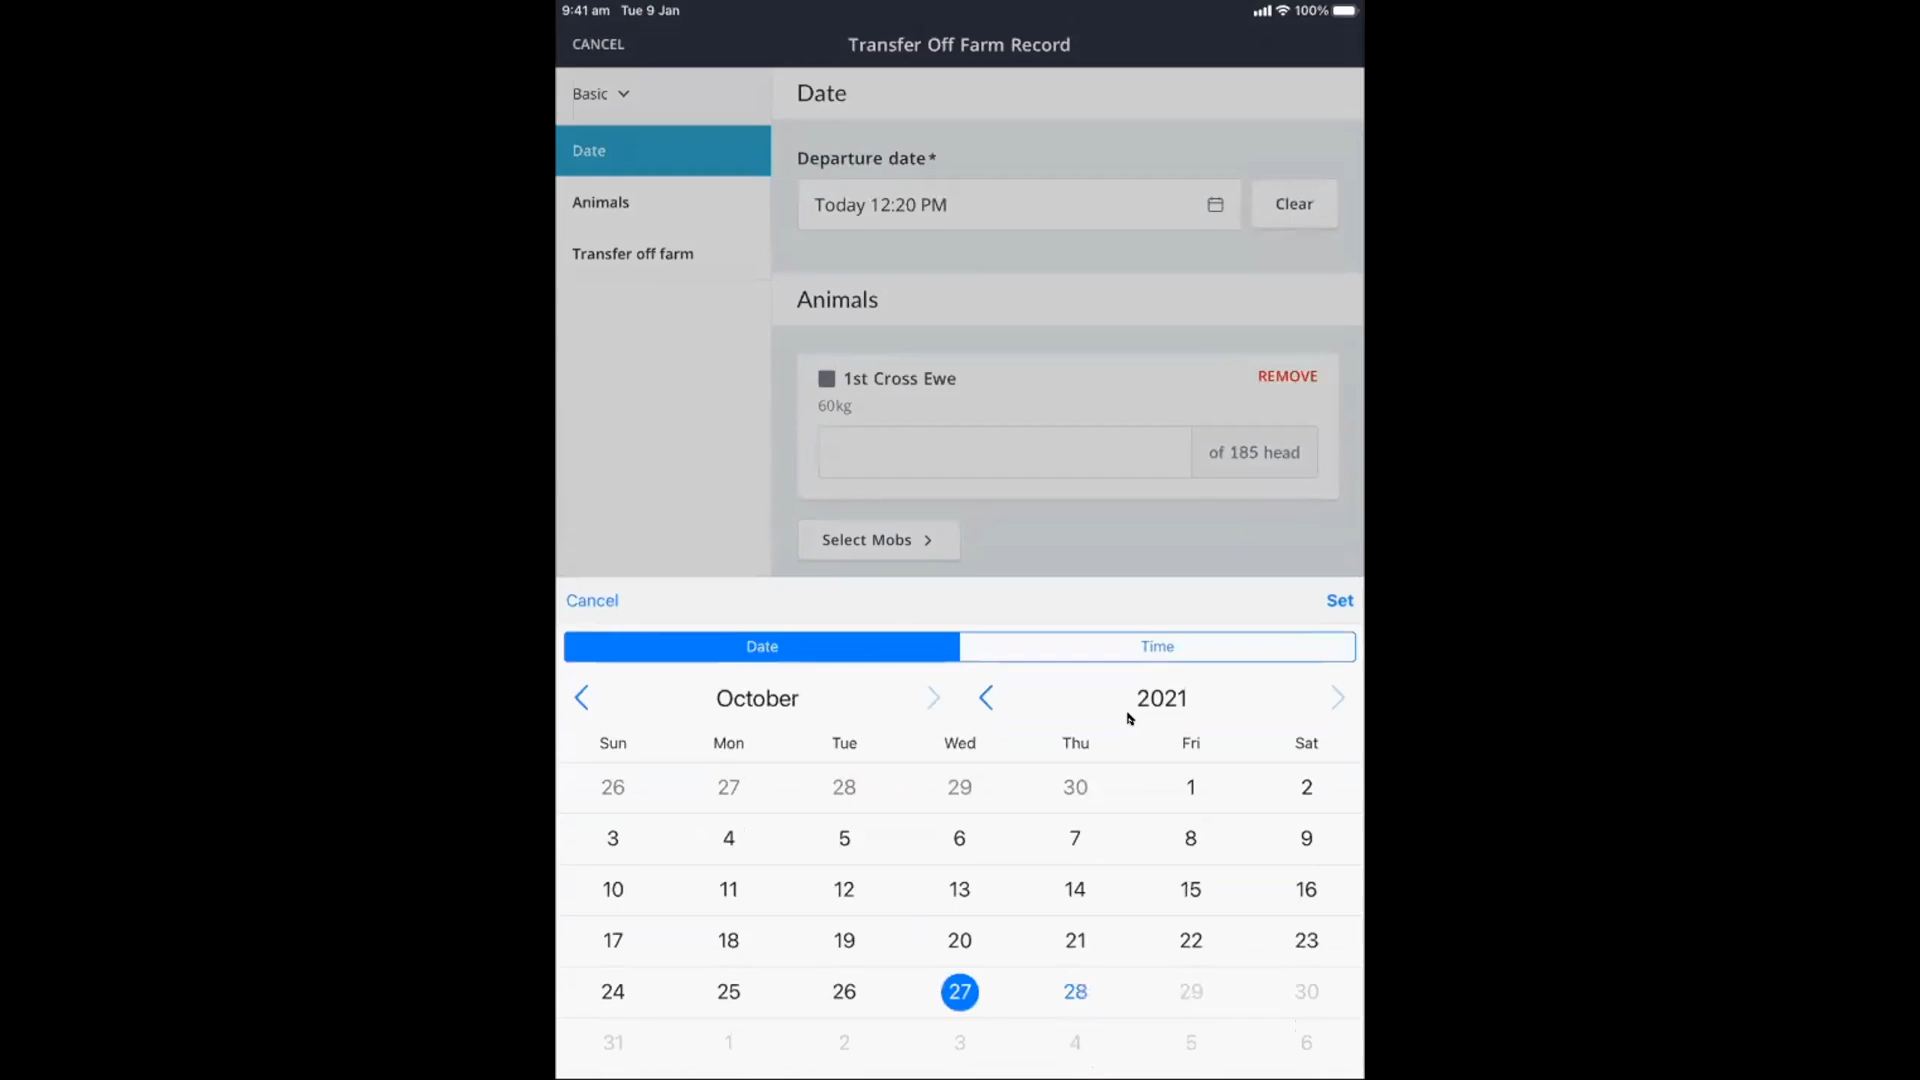 9:41 am Tue 9 Jan 100%
CANCEL Transfer Off Farm Record
Basic
Date
Animals
Transfer off farm
Date
Departure date*
Today 12:20 PM Clear
Animals
1st Cross Ewe REMOVE
60kg
of 185 head
Select Mobs
Cancel Set
Date Time
October 2021
Sun Mon Tue Wed Thu Fri Sat
26 27 28 29 30 1 2
3 4 5 6 7 8 9
10 11 12 13 14 15 16
17 18 19 20 21 22 23
24 25 26 27 28 29 30
31 1 2 3 4 5 6